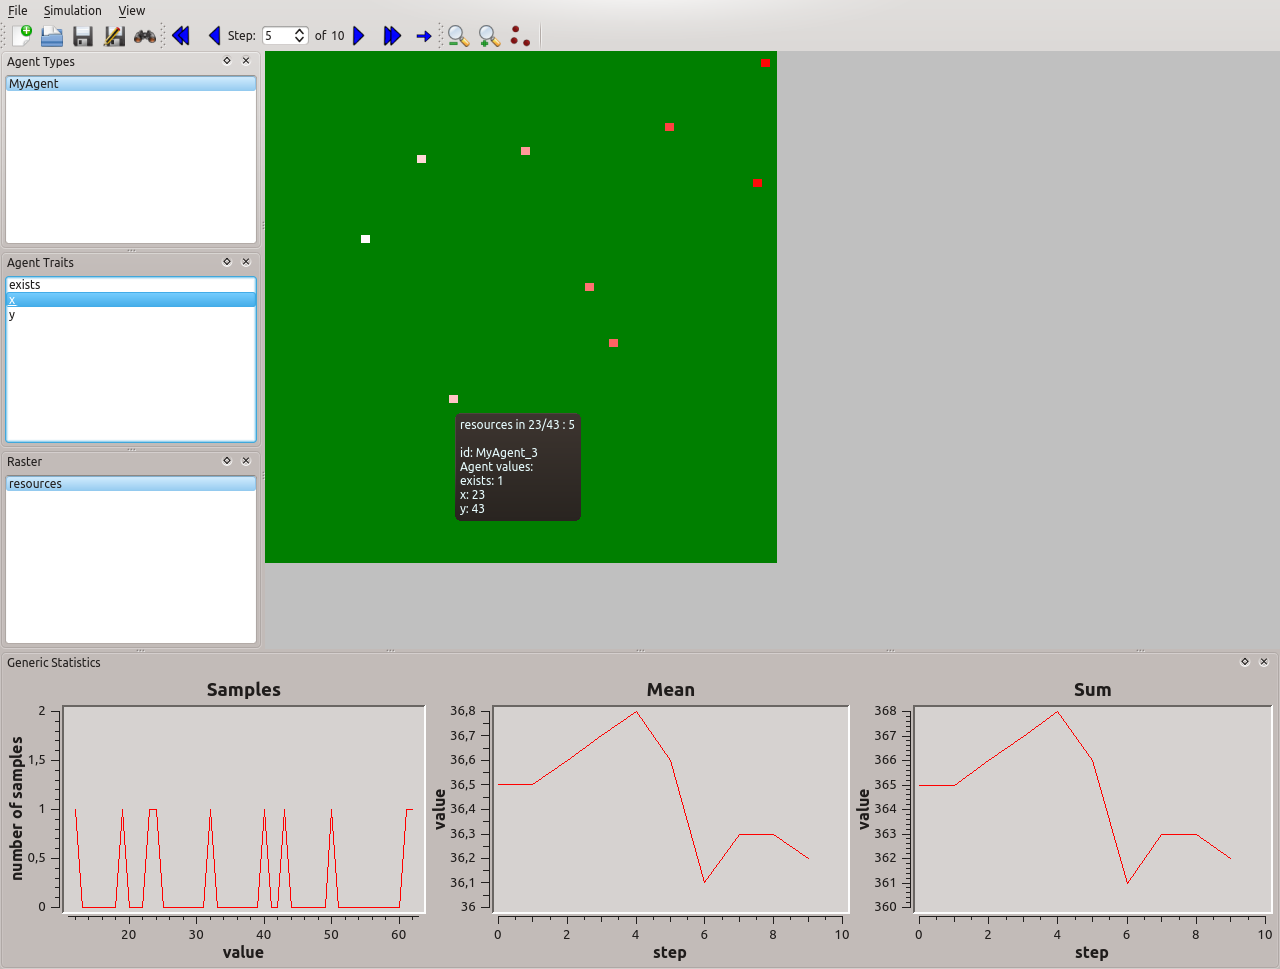 File Simulation View
Step: 5 of 10
Agent Types
MyAgent
Agent Traits
exists
x
y
Raster
resources
resources in 23/43 : 5
id: MyAgent_3
Agent values:
exists: 1
x: 23
y: 43
Generic Statistics
Samples
number of samples
2
1,5
1
0,5
0
20 30 40 50 60
value
Mean
value
36,8
36,7
36,6
36,5
36,4
36,3
36,2
36,1
36
0 2 4 6 8 10
step
Sum
value
368
367
366
365
364
363
362
361
360
0 2 4 6 8 10
step